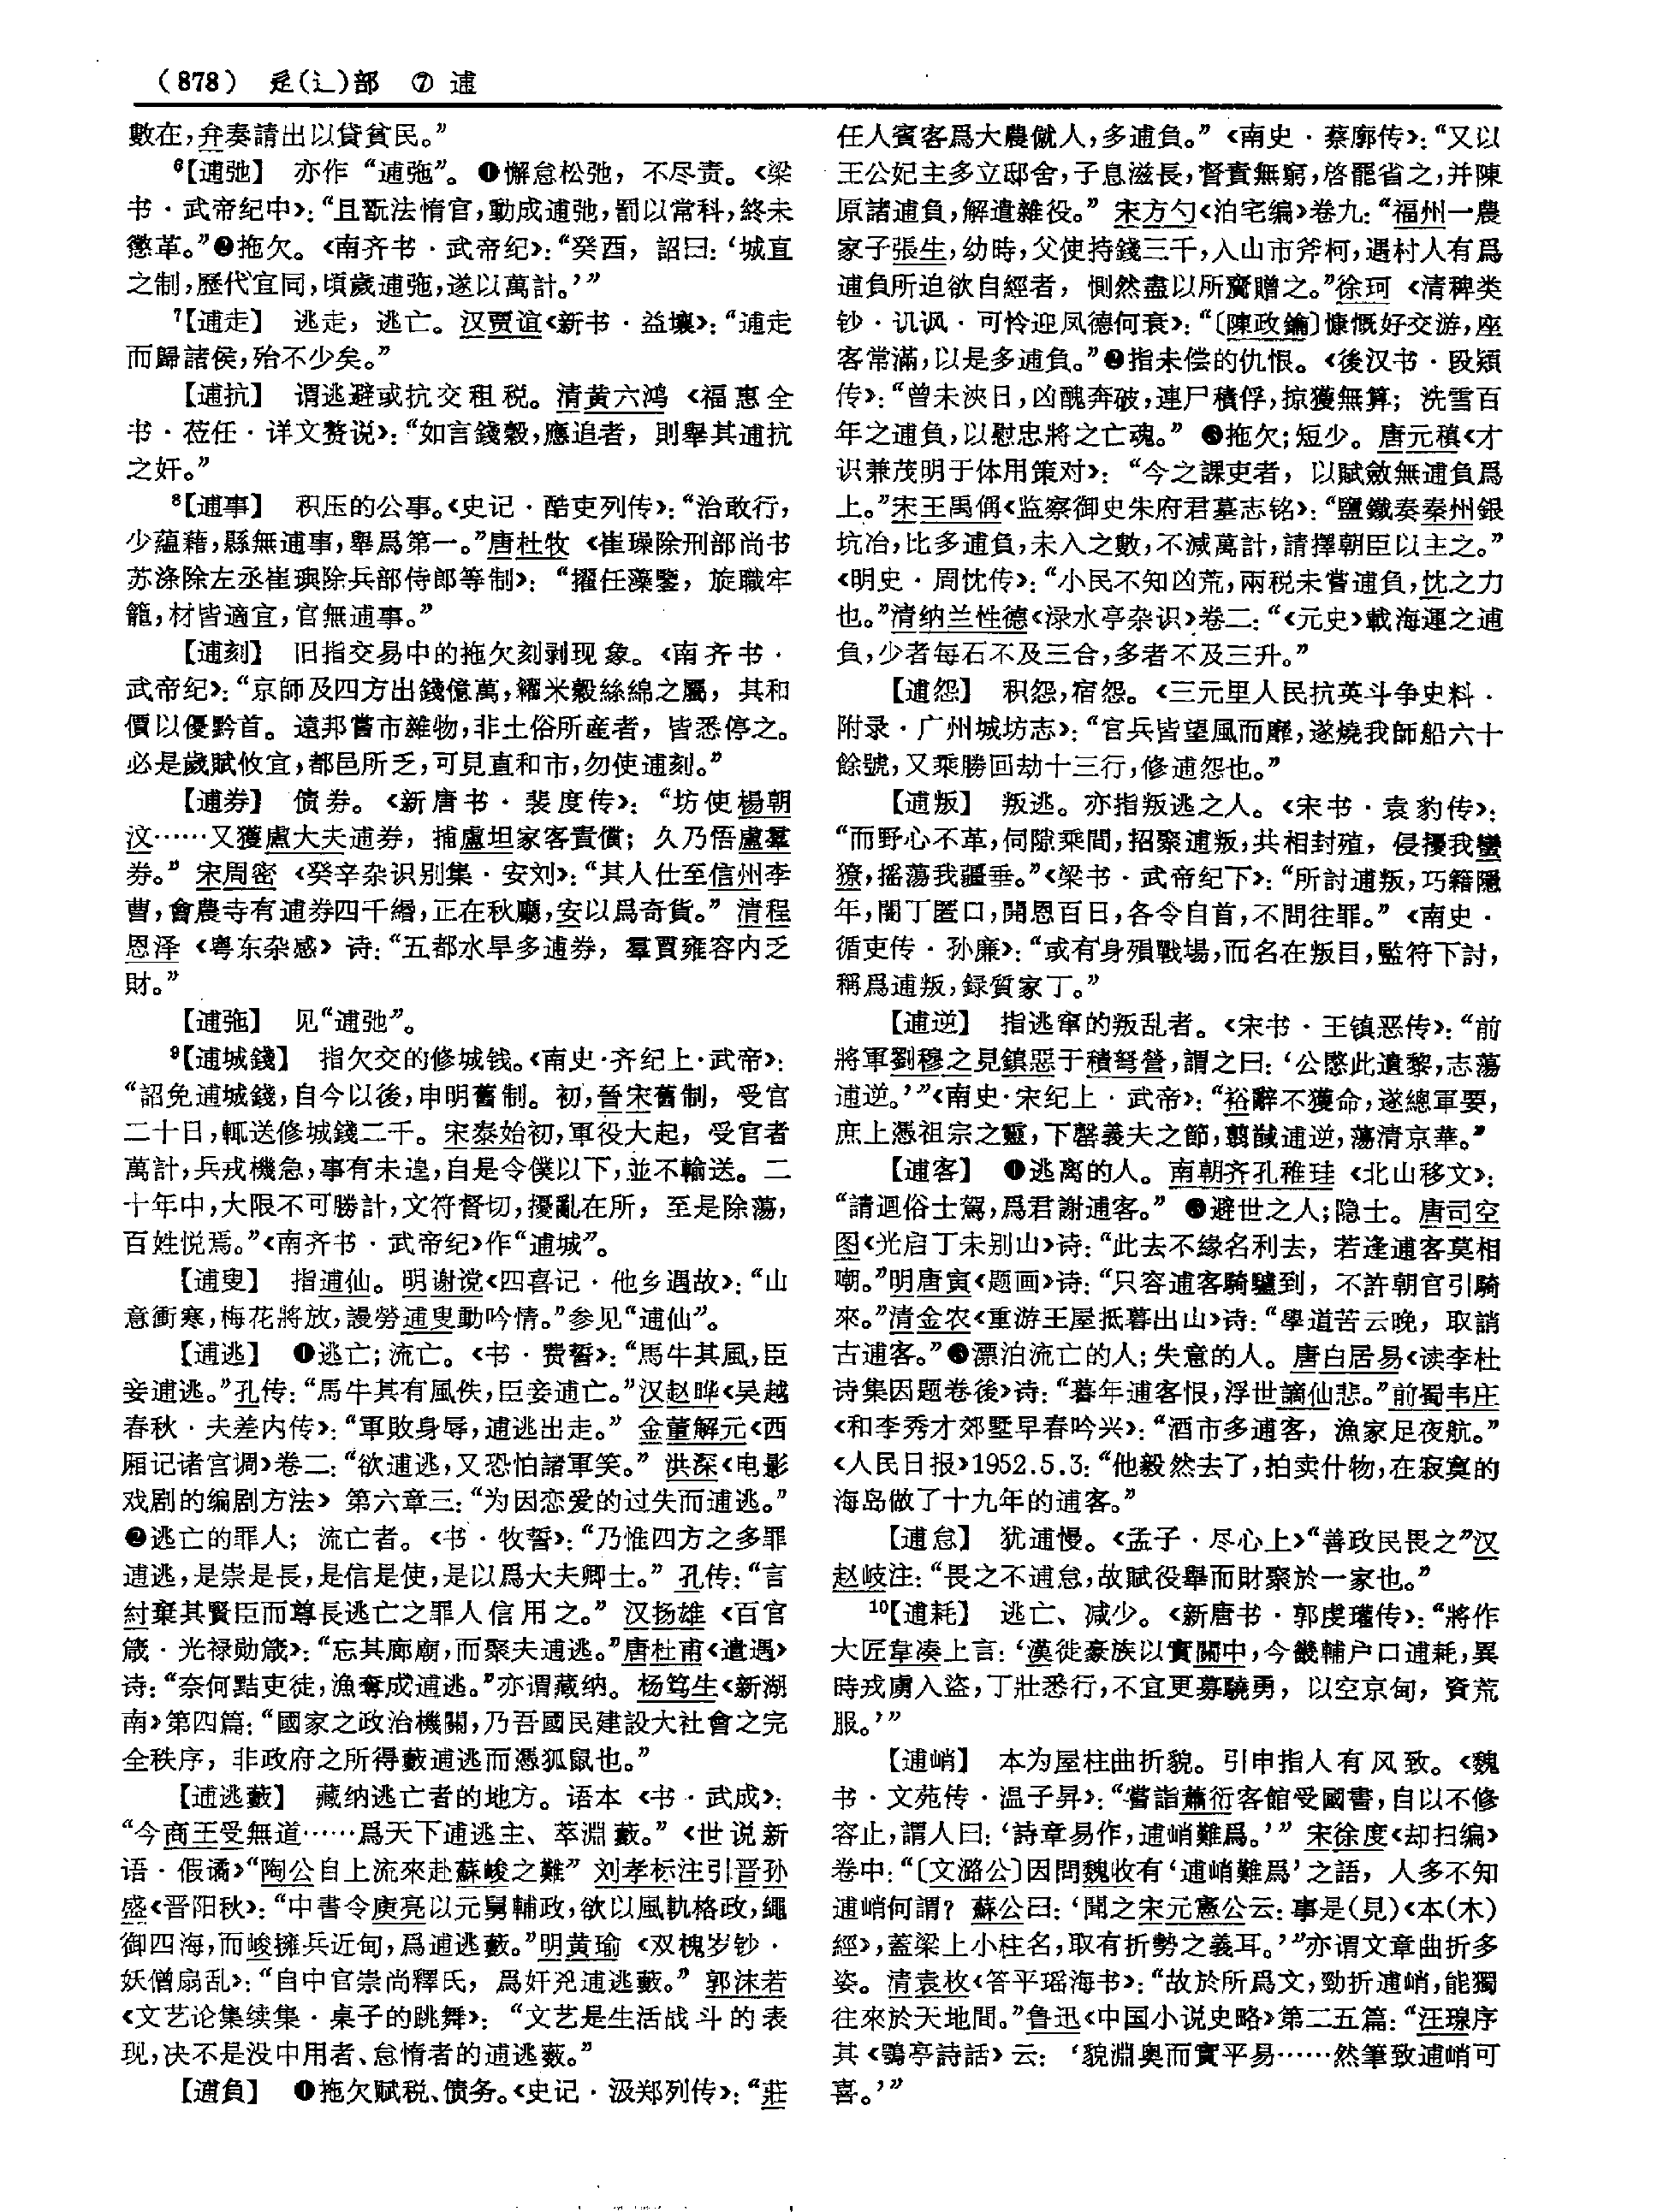 (878) 辵(辶)部 ⑦ 逋
數在，弁奏請出以貸貧民。”
⁶【逋弛】 亦作“逋㢮”。❶懈怠松弛，不尽责。《梁
书·武帝纪中》：“且翫法惰官，動成逋弛，罰以常科，終未
懲革。”❷拖欠。《南齐书·武帝纪》：“癸酉，詔曰：‘城直
之制，歷代宜同，頃歲逋㢮，遂以萬計。’”
⁷【逋走】 逃走，逃亡。汉贾谊《新书·益壤》：“逋走
而歸諸侯，殆不少矣。”
【逋抗】 谓逃避或抗交租税。清黄六鸿《福惠全
书·莅任·详文赘说》：“如言錢穀，應追者，則舉其逋抗
之奸。”
⁸【逋事】 积压的公事。《史记·酷吏列传》：“治敢行，
少蘊藉，縣無逋事，舉爲第一。”唐杜牧《崔璪除刑部尚书
苏涤除左丞崔璵除兵部侍郎等制》：“擢任藻鑒，旋職牢
籠，材皆適宜，官無逋事。”
【逋刻】 旧指交易中的拖欠刻剥现象。《南齐书·
武帝纪》：“京師及四方出錢億萬，糴米穀絲綿之屬，其和
價以優黔首。遠邦嘗市雜物，非土俗所産者，皆悉停之。
必是歲賦攸宜，都邑所乏，可見直和市，勿使逋刻。”
【逋券】 债券。《新唐书·裴度传》：“坊使楊朝
汶……又獲盧大夫逋券，捕盧坦家客責償；久乃悟盧羣
券。”宋周密《癸辛杂识别集·安刘》：“其人仕至信州李
曹，會農寺有逋券四千緡，正在秋廳，安以爲奇貨。”清程
恩泽《粤东杂感》诗：“五都水旱多逋券，羣賈雍容内乏
財。”
【逋㢮】 见“逋弛”。
⁹【逋城錢】 指欠交的修城钱。《南史·齐纪上·武帝》：
“詔免逋城錢，自今以後，申明舊制。初，晉宋舊制，受官
二十日，輒送修城錢二千。宋泰始初，軍役大起，受官者
萬計，兵戎機急，事有未遑，自是令僕以下，並不輸送。二
十年中，大限不可勝計，文符督切，擾亂在所，至是除蕩，
百姓悦焉。”《南齐书·武帝纪》作“逋城”。
【逋叟】 指逋仙。明谢谠《四喜记·他乡遇故》：“山
意衝寒，梅花將放，謾勞逋叟動吟情。”参见“逋仙”。
【逋逃】 ❶逃亡；流亡。《书·费誓》：“馬牛其風，臣
妾逋逃。”孔传：“馬牛其有風佚，臣妾逋亡。”汉赵晔《吴越
春秋·夫差内传》：“軍敗身辱，逋逃出走。”金董解元《西
厢记诸宫调》卷二：“欲逋逃，又恐怕諸軍笑。”洪深《电影
戏剧的编剧方法》第六章三：“为因恋爱的过失而逋逃。”
❷逃亡的罪人；流亡者。《书·牧誓》：“乃惟四方之多罪
逋逃，是崇是長，是信是使，是以爲大夫卿士。”孔传：“言
紂棄其賢臣而尊長逃亡之罪人信用之。”汉扬雄《百官
箴·光禄勋箴》：“忘其廊廟，而聚夫逋逃。”唐杜甫《遣遇》
诗：“奈何黠吏徒，漁奪成逋逃。”亦谓藏纳。杨笃生《新湖
南》第四篇：“國家之政治機關，乃吾國民建設大社會之完
全秩序，非政府之所得藪逋逃而憑狐鼠也。”
【逋逃藪】 藏纳逃亡者的地方。语本《书·武成》：
“今商王受無道……爲天下逋逃主、萃淵藪。”《世说新
语·假谲》“陶公自上流來赴蘇峻之難”刘孝标注引晋孙
盛《晋阳秋》：“中書令庾亮以元舅輔政，欲以風軌格政，繩
御四海，而峻擁兵近甸，爲逋逃藪。”明黄瑜《双槐岁钞·
妖僧扇乱》：“自中官崇尚釋氏，爲奸兇逋逃藪。”郭沫若
《文艺论集续集·桌子的跳舞》：“文艺是生活战斗的表
现，决不是没中用者、怠惰者的逋逃薮。”
【逋負】 ❶拖欠赋税、债务。《史记·汲郑列传》：“莊
任人賓客爲大農僦人，多逋負。”《南史·蔡廓传》：“又以
王公妃主多立邸舍，子息滋長，督責無窮，啓罷省之，并陳
原諸逋負，解遣雜役。”宋方勺《泊宅编》卷九：“福州一農
家子張生，幼時，父使持錢三千，入山市斧柯，遇村人有爲
逋負所迫欲自經者，惻然盡以所齎贈之。”徐珂《清稗类
钞·讥讽·可怜迎凤德何衰》：“〔陳政鑰〕慷慨好交游，座
客常滿，以是多逋負。”❷指未偿的仇恨。《後汉书·段熲
传》：“曾未浹日，凶醜奔破，連尸積俘，掠獲無算；洗雪百
年之逋負，以慰忠將之亡魂。”❸拖欠；短少。唐元稹《才
识兼茂明于体用策对》：“今之課吏者，以賦斂無逋負爲
上。”宋王禹偁《监察御史朱府君墓志铭》：“鹽鐵奏秦州銀
坑冶，比多逋負，未入之數，不減萬計，請擇朝臣以主之。”
《明史·周忱传》：“小民不知凶荒，兩税未嘗逋負，忱之力
也。”清纳兰性德《渌水亭杂识》卷二：“《元史》載海運之逋
負，少者每石不及三合，多者不及三升。”
【逋怨】 积怨，宿怨。《三元里人民抗英斗争史料·
附录·广州城坊志》：“官兵皆望風而靡，遂燒我師船六十
餘號，又乘勝回劫十三行，修逋怨也。”
【逋叛】 叛逃。亦指叛逃之人。《宋书·袁豹传》：
“而野心不革，伺隙乘間，招聚逋叛，共相封殖，侵擾我蠻
獠，摇蕩我疆垂。”《梁书·武帝纪下》：“所討逋叛，巧籍隱
年，闇丁匿口，開恩百日，各令自首，不問往罪。”《南史·
循吏传·孙廉》：“或有身殞戰場，而名在叛目，監符下討，
稱爲逋叛，録質家丁。”
【逋逆】 指逃窜的叛乱者。《宋书·王镇恶传》：“前
將軍劉穆之見鎮惡于積弩營，謂之曰：‘公愍此遺黎，志蕩
逋逆。’”《南史·宋纪上·武帝》：“裕辭不獲命，遂總軍要，
庶上憑祖宗之靈，下罄義夫之節，翦馘逋逆，蕩清京華。”
【逋客】 ❶逃离的人。南朝齐孔稚珪《北山移文》：
“請迴俗士駕，爲君謝逋客。”❸避世之人；隐士。唐司空
图《光启丁未别山》诗：“此去不緣名利去，若逢逋客莫相
嘲。”明唐寅《题画》诗：“只容逋客騎驢到，不許朝官引騎
來。”清金农《重游王屋抵暮出山》诗：“學道苦云晚，取誚
古逋客。”❸漂泊流亡的人；失意的人。唐白居易《读李杜
诗集因题卷後》诗：“暮年逋客恨，浮世謫仙悲。”前蜀韦庄
《和李秀才郊墅早春吟兴》：“酒市多逋客，漁家足夜航。”
《人民日报》1952.5.3：“他毅然去了，拍卖什物，在寂寞的
海岛做了十九年的逋客。”
【逋怠】 犹逋慢。《孟子·尽心上》“善政民畏之”汉
赵岐注：“畏之不逋怠，故賦役舉而財聚於一家也。”
¹⁰【逋耗】 逃亡、减少。《新唐书·郭虔瓘传》：“將作
大匠韋湊上言：‘漢徙豪族以實關中，今畿輔户口逋耗，異
時戎虜入盜，丁壯悉行，不宜更募驍勇，以空京甸，資荒
服。’”
【逋峭】 本为屋柱曲折貌。引申指人有风致。《魏
书·文苑传·温子昇》：“嘗詣蕭衍客館受國書，自以不修
容止，謂人曰：‘詩章易作，逋峭難爲。’”宋徐度《却扫编》
卷中：“〔文潞公〕因問魏收有‘逋峭難爲’之語，人多不知
逋峭何謂？蘇公曰：‘聞之宋元憲公云：事是(見)《本(木)
經》，蓋梁上小柱名，取有折勢之義耳。’”亦谓文章曲折多
姿。清袁枚《答平瑶海书》：“故於所爲文，勁折逋峭，能獨
往來於天地間。”鲁迅《中国小说史略》第二五篇：“汪瑔序
其《鶚亭詩話》云：‘貌淵奥而實平易……然筆致逋峭可
喜。’”